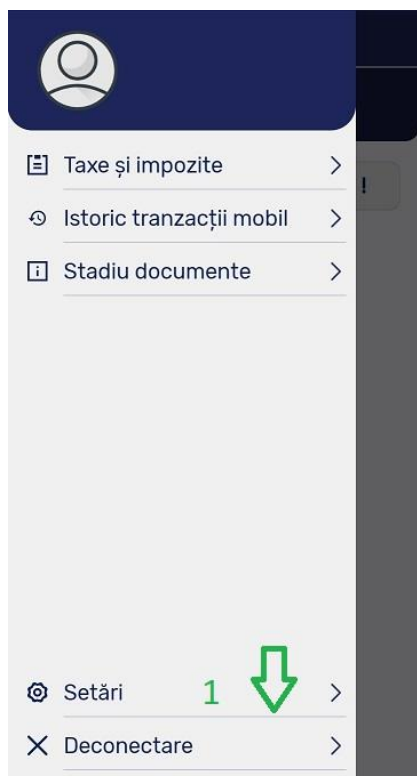 Taxe și impozite
!
Istoric tranzacții mobil
Stadiu documente
Setări 1
Deconectare